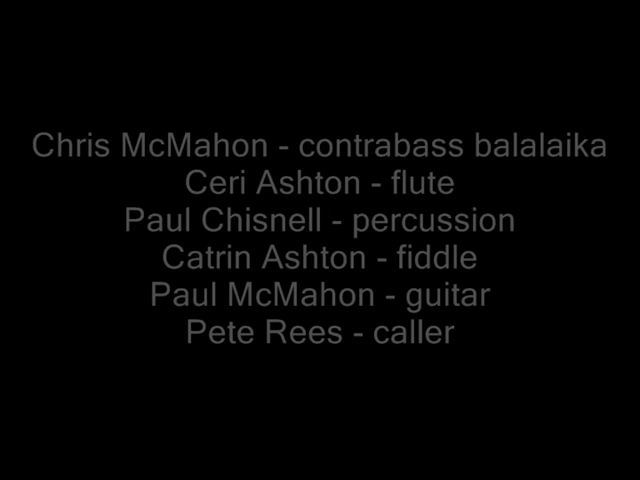 Chris McMahon - contrabass balalaika
Ceri Ashton - flute
Paul Chisnell - percussion
Catrin Ashton - fiddle
Paul McMahon - guitar
Pete Rees - caller